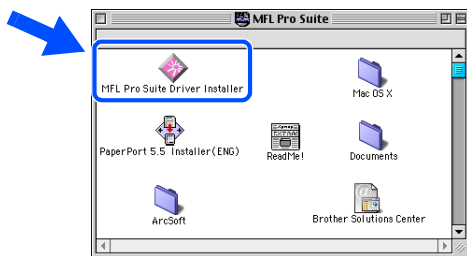 MFL Pro Suite
MFL Pro Suite Driver Installer
Mac OS X
PaperPort 5.5 Installer(ENG)
ReadMe!
Documents
ArcSoft
Brother Solutions Center